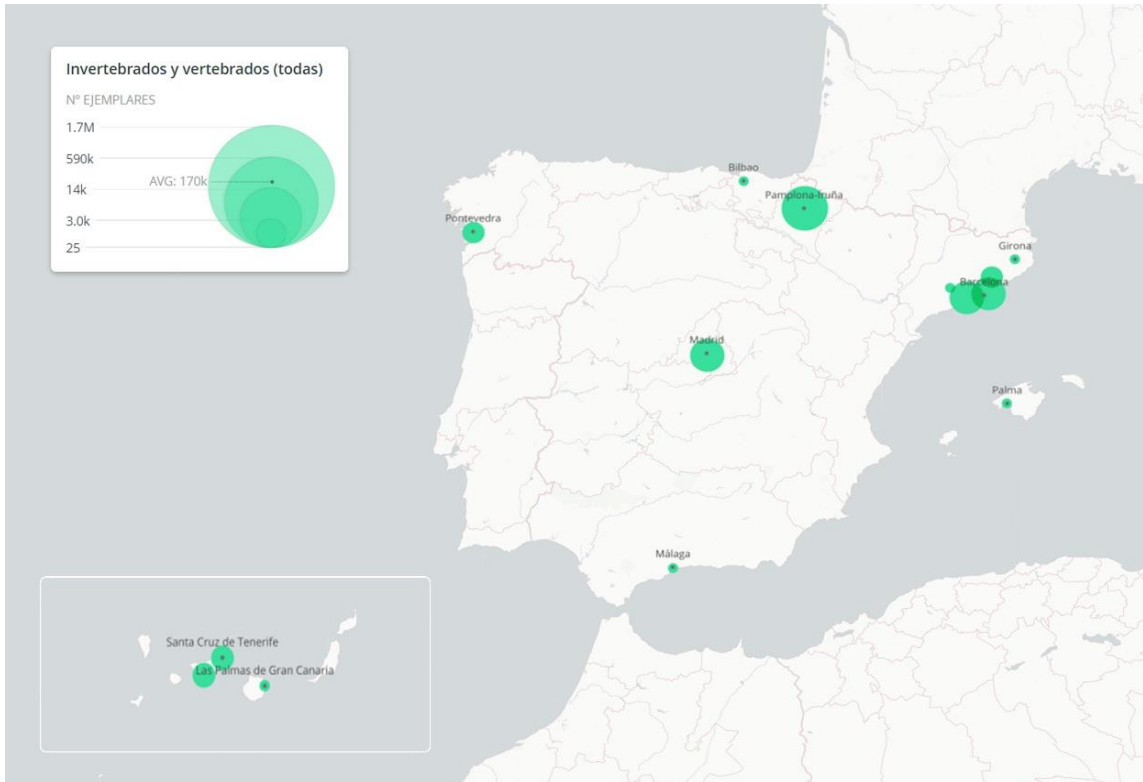 Invertebrados y vertebrados (todas)
Nº EJEMPLARES
1.7M
590k
AVG: 170k
14k
3.0k
25
Bilbao
Pamplona-Iruña
Pontevedra
Girona
Barcelona
Madrid
Palma
Málaga
Santa Cruz de Tenerife
Las Palmas de Gran Canaria